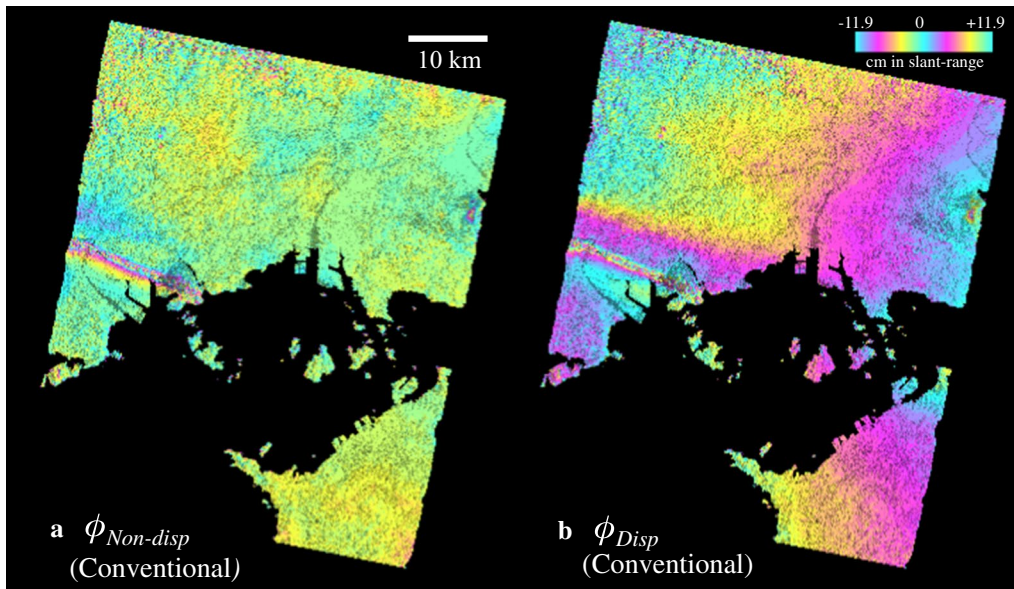 10 km
-11.9 0 +11.9
cm in slant-range
a ϕNon-disp
(Conventional)
b ϕDisp
(Conventional)